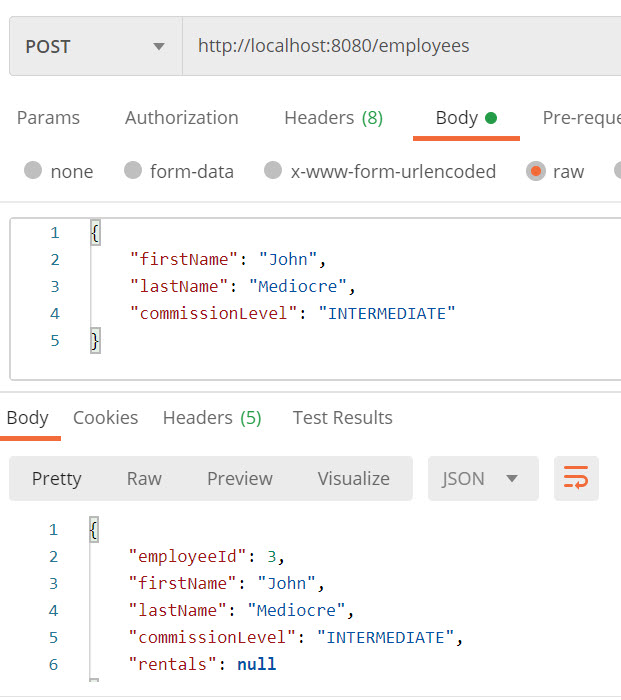 POST http://localhost:8080/employees
Params Authorization Headers (8) Body Pre-reque
none form-data x-www-form-urlencoded raw
1 {
2 "firstName": "John",
3 "lastName": "Mediocre",
4 "commissionLevel": "INTERMEDIATE"
5 }
Body Cookies Headers (5) Test Results
Pretty Raw Preview Visualize JSON
1 {
2 "employeeId": 3,
3 "firstName": "John",
4 "lastName": "Mediocre",
5 "commissionLevel": "INTERMEDIATE",
6 "rentals": null